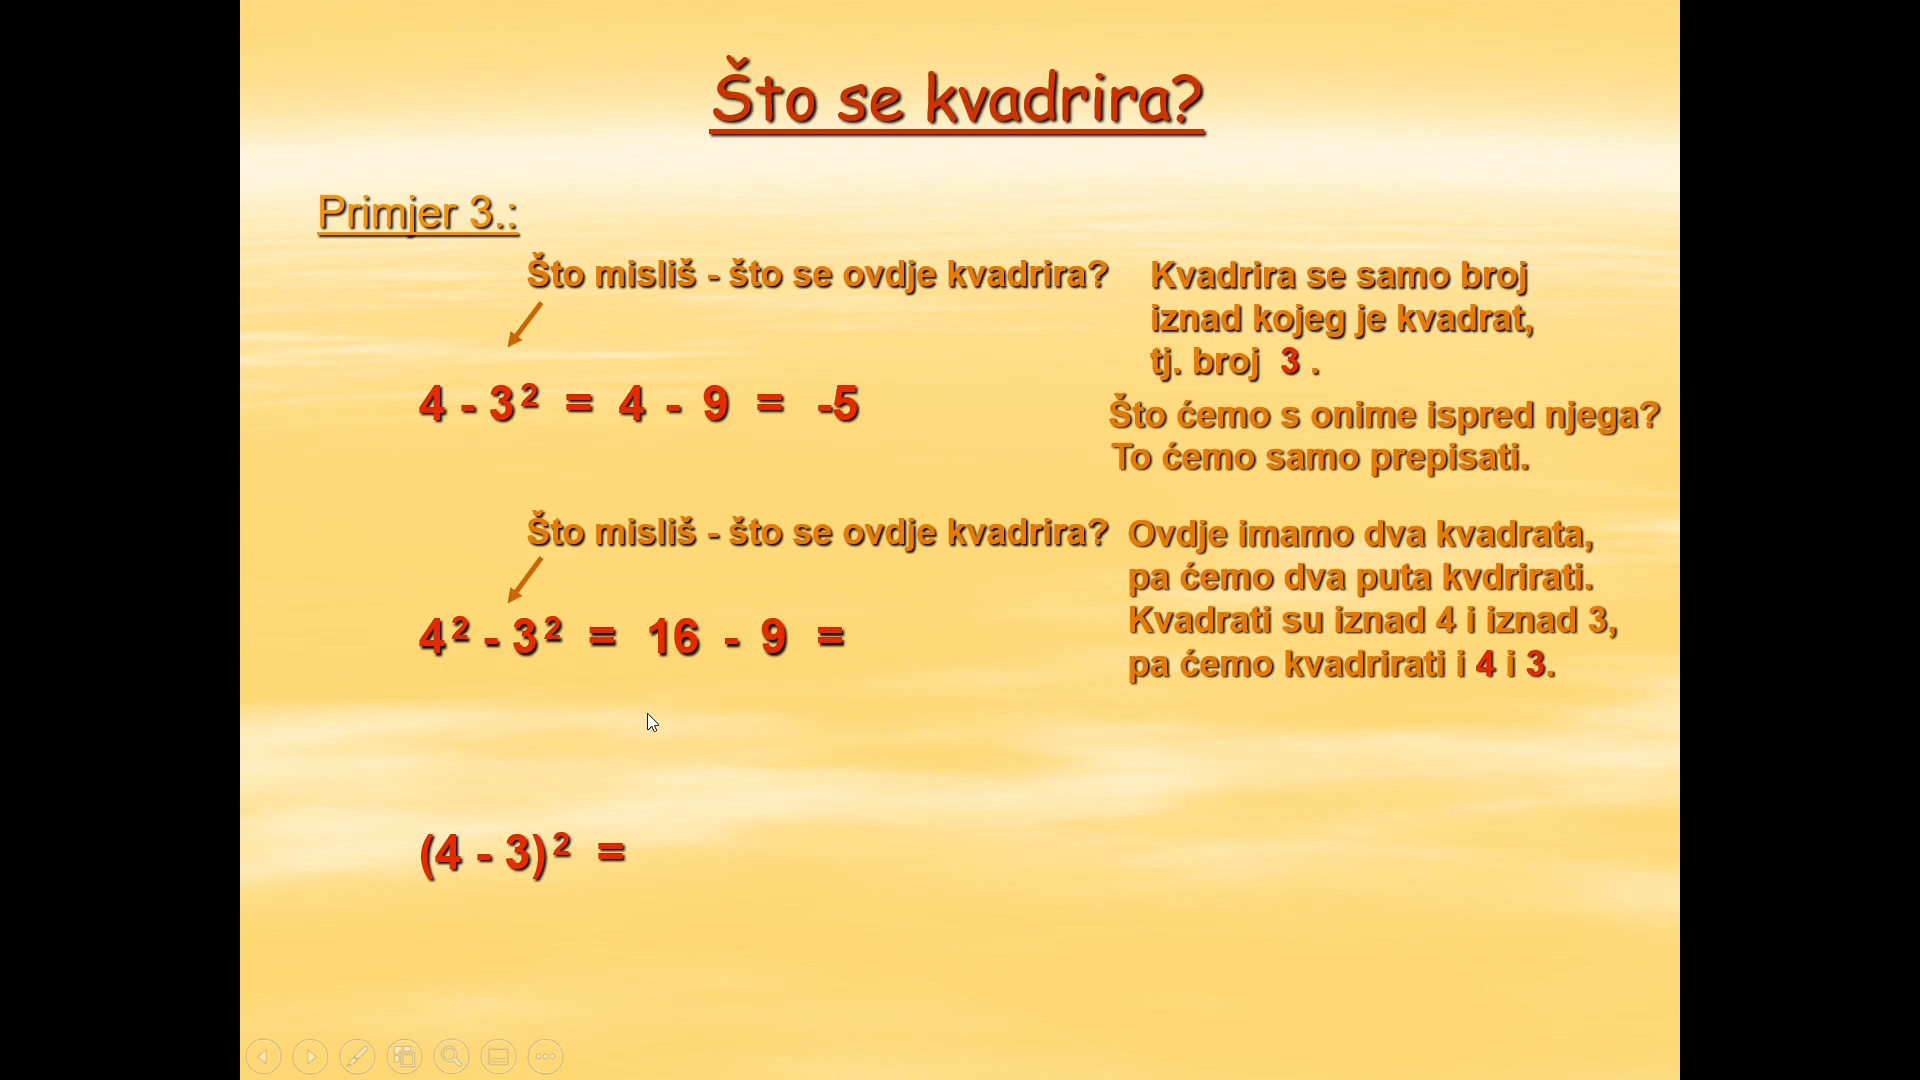 Što se kvadrira?
Primjer 3.:
Što misliš - što se ovdje kvadrira?
Kvadrira se samo broj
iznad kojeg je kvadrat,
tj. broj 3 .
4 - 3² = 4 - 9 = -5
Što ćemo s onime ispred njega?
To ćemo samo prepisati.
Što misliš - što se ovdje kvadrira?
Ovdje imamo dva kvadrata,
pa ćemo dva puta kvdrirati.
Kvadrati su iznad 4 i iznad 3,
pa ćemo kvadrirati i 4 i 3.
4² - 3² = 16 - 9 =
(4 - 3)² =